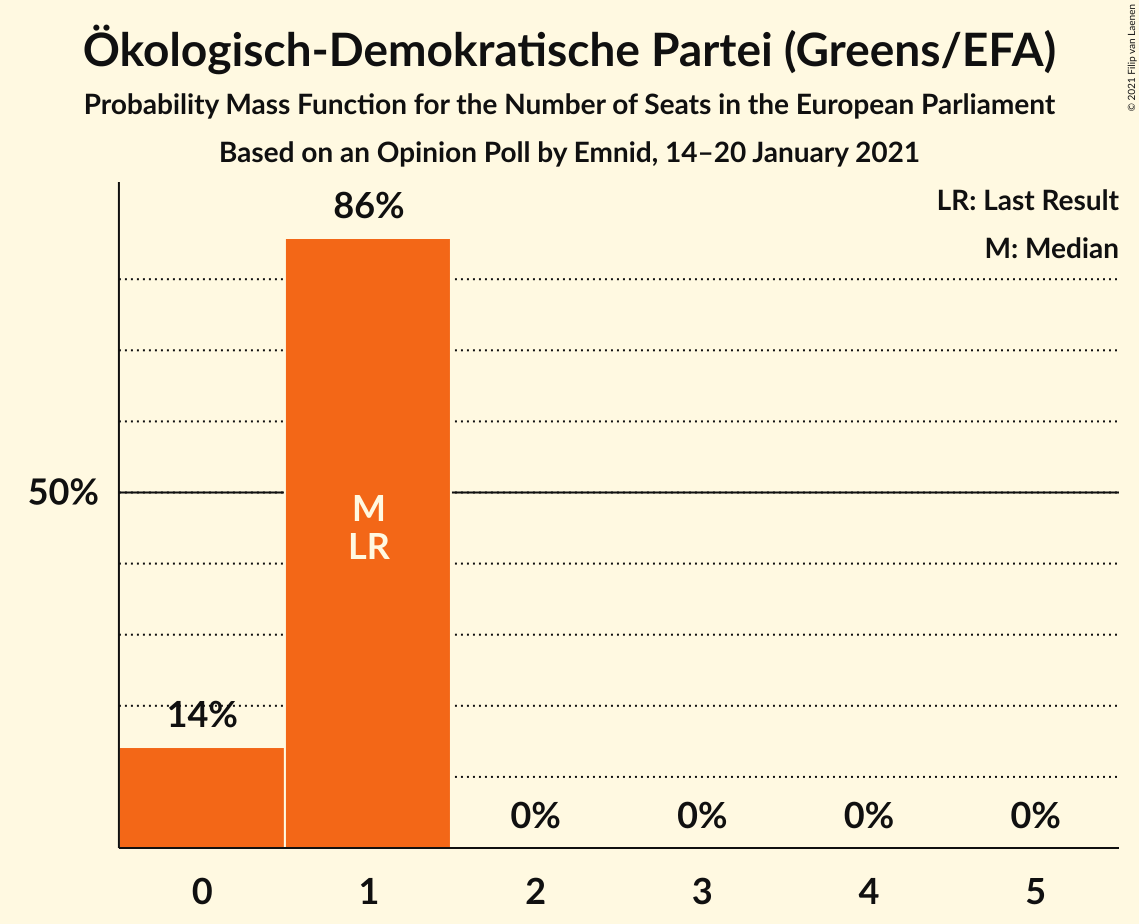 Ökologisch-Demokratische Partei (Greens/EFA)
Probability Mass Function for the Number of Seats in the European Parliament
Based on an Opinion Poll by Emnid, 14–20 January 2021
© 2021 Filip van Laenen
LR: Last Result
M: Median
86%
50%
M
LR
14%
0% 0% 0% 0%
0 1 2 3 4 5